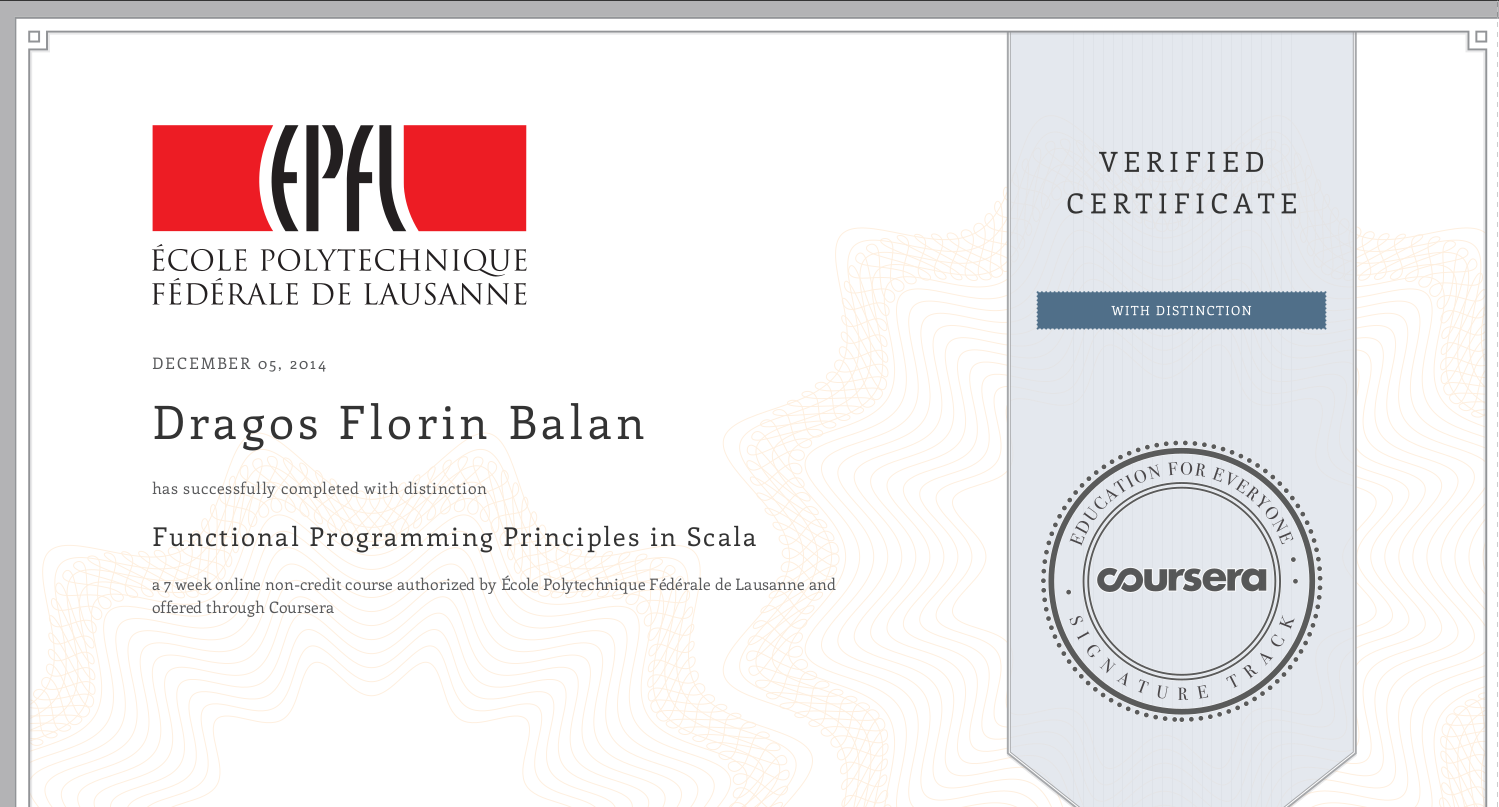 EPFL
ÉCOLE POLYTECHNIQUE
FÉDÉRALE DE LAUSANNE
DECEMBER 05, 2014
Dragos Florin Balan
has successfully completed with distinction
Functional Programming Principles in Scala
a 7 week online non-credit course authorized by École Polytechnique Fédérale de Lausanne and
offered through Coursera
VERIFIED
CERTIFICATE
WITH DISTINCTION
EDUCATION FOR EVERYONE
coursera
SIGNATURE TRACK